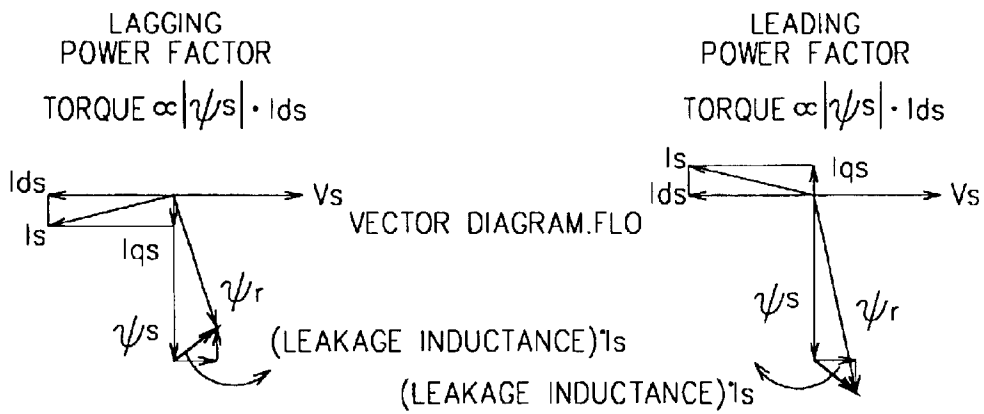 LAGGING
POWER FACTOR
TORQUE ∝|ψs| · Ids
Ids
Vs
Is
Iqs
ψr
ψs
(LEAKAGE INDUCTANCE)*Is
VECTOR DIAGRAM.FLO
LEADING
POWER FACTOR
TORQUE ∝|ψs| · Ids
Is
Iqs
Ids
Vs
ψs
ψr
(LEAKAGE INDUCTANCE)*Is